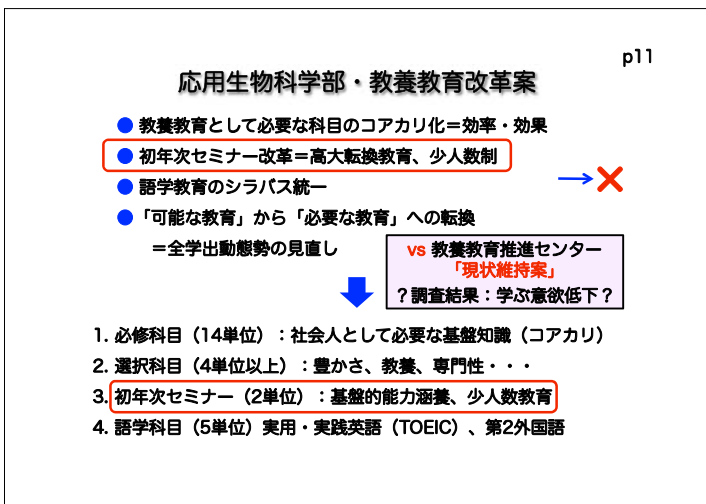 p11
応用生物科学部・教養教育改革案
● 教養教育として必要な科目のコアカリ化＝効率・効果
● 初年次セミナー改革＝高大転換教育、少人数制
● 語学教育のシラバス統一
● 「可能な教育」から「必要な教育」への転換
＝全学出動態勢の見直し
vs 教養教育推進センター
「現状維持案」
？調査結果：学ぶ意欲低下？
1. 必修科目（14単位）：社会人として必要な基盤知識（コアカリ）
2. 選択科目（4単位以上）：豊かさ、教養、専門性・・・
3. 初年次セミナー（2単位）：基盤的能力涵養、少人数教育
4. 語学科目（5単位）実用・実践英語（TOEIC）、第2外国語